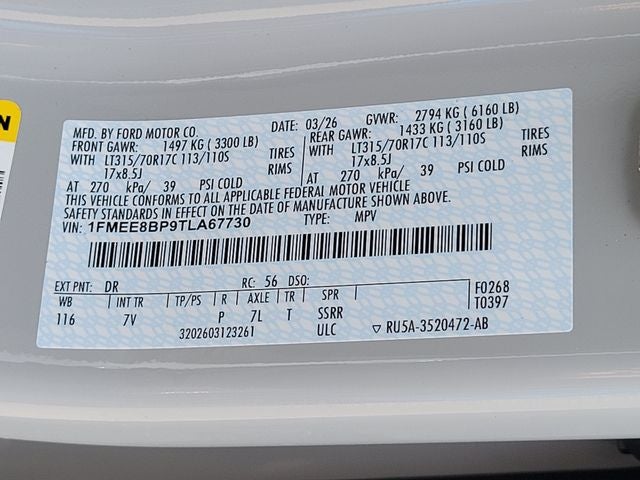 N
MFD. BY FORD MOTOR CO. DATE: 03/26 GVWR: 2794 KG ( 6160 LB)
FRONT GAWR: 1497 KG ( 3300 LB) REAR GAWR: 1433 KG ( 3160 LB)
WITH LT315/70R17C 113/110S TIRES WITH LT315/70R17C 113/110S TIRES
17x8.5J RIMS 17x8.5J RIMS
AT 270 kPa/ 39 PSI COLD AT 270 kPa/ 39 PSI COLD
THIS VEHICLE CONFORMS TO ALL APPLICABLE FEDERAL MOTOR VEHICLE
SAFETY STANDARDS IN EFFECT ON THE DATE OF MANUFACTURE SHOWN ABOVE.
VIN: 1FMEE8BP9TLA67730 TYPE: MPV
EXT PNT: DR RC: 56 DSO: F0268
WB INT TR TP/PS R AXLE TR SPR T0397
116 7V P 7L T SSRR
3202603123261 ULC ▽ RU5A-3520472-AB